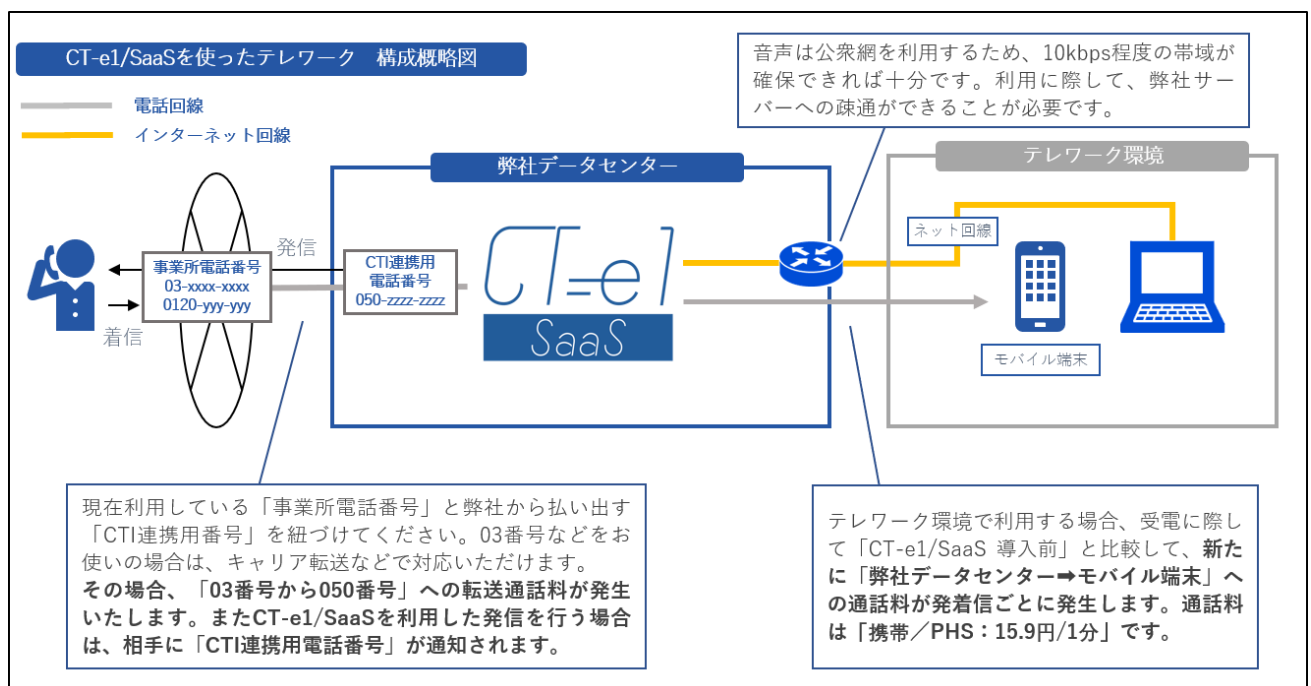 CT-e1/SaaSを使ったテレワーク　構成概略図
電話回線
インターネット回線
音声は公衆網を利用するため、10kbps程度の帯域が
確保できれば十分です。利用に際して、弊社サー
バーへの疎通ができることが必要です。
弊社データセンター
テレワーク環境
発信
着信
事業所電話番号
03-xxxx-xxxx
0120-yyy-yyy
CTI連携用
電話番号
050-zzzz-zzzz
CT=e1
SaaS
ネット回線
モバイル端末
現在利用している「事業所電話番号」と弊社から払い出す
「CTI連携用番号」を紐づけてください。03番号などをお
使いの場合は、キャリア転送などで対応いただけます。
その場合、「03番号から050番号」への転送通話料が発生
いたします。またCT-e1/SaaSを利用した発信を行う場合
は、相手に「CTI連携用電話番号」が通知されます。
テレワーク環境で利用する場合、受電に際し
て「CT-e1/SaaS 導入前」と比較して、新た
に「弊社データセンター➡モバイル端末」へ
の通話料が発着信ごとに発生します。通話料
は「携帯／PHS：15.9円/1分」です。